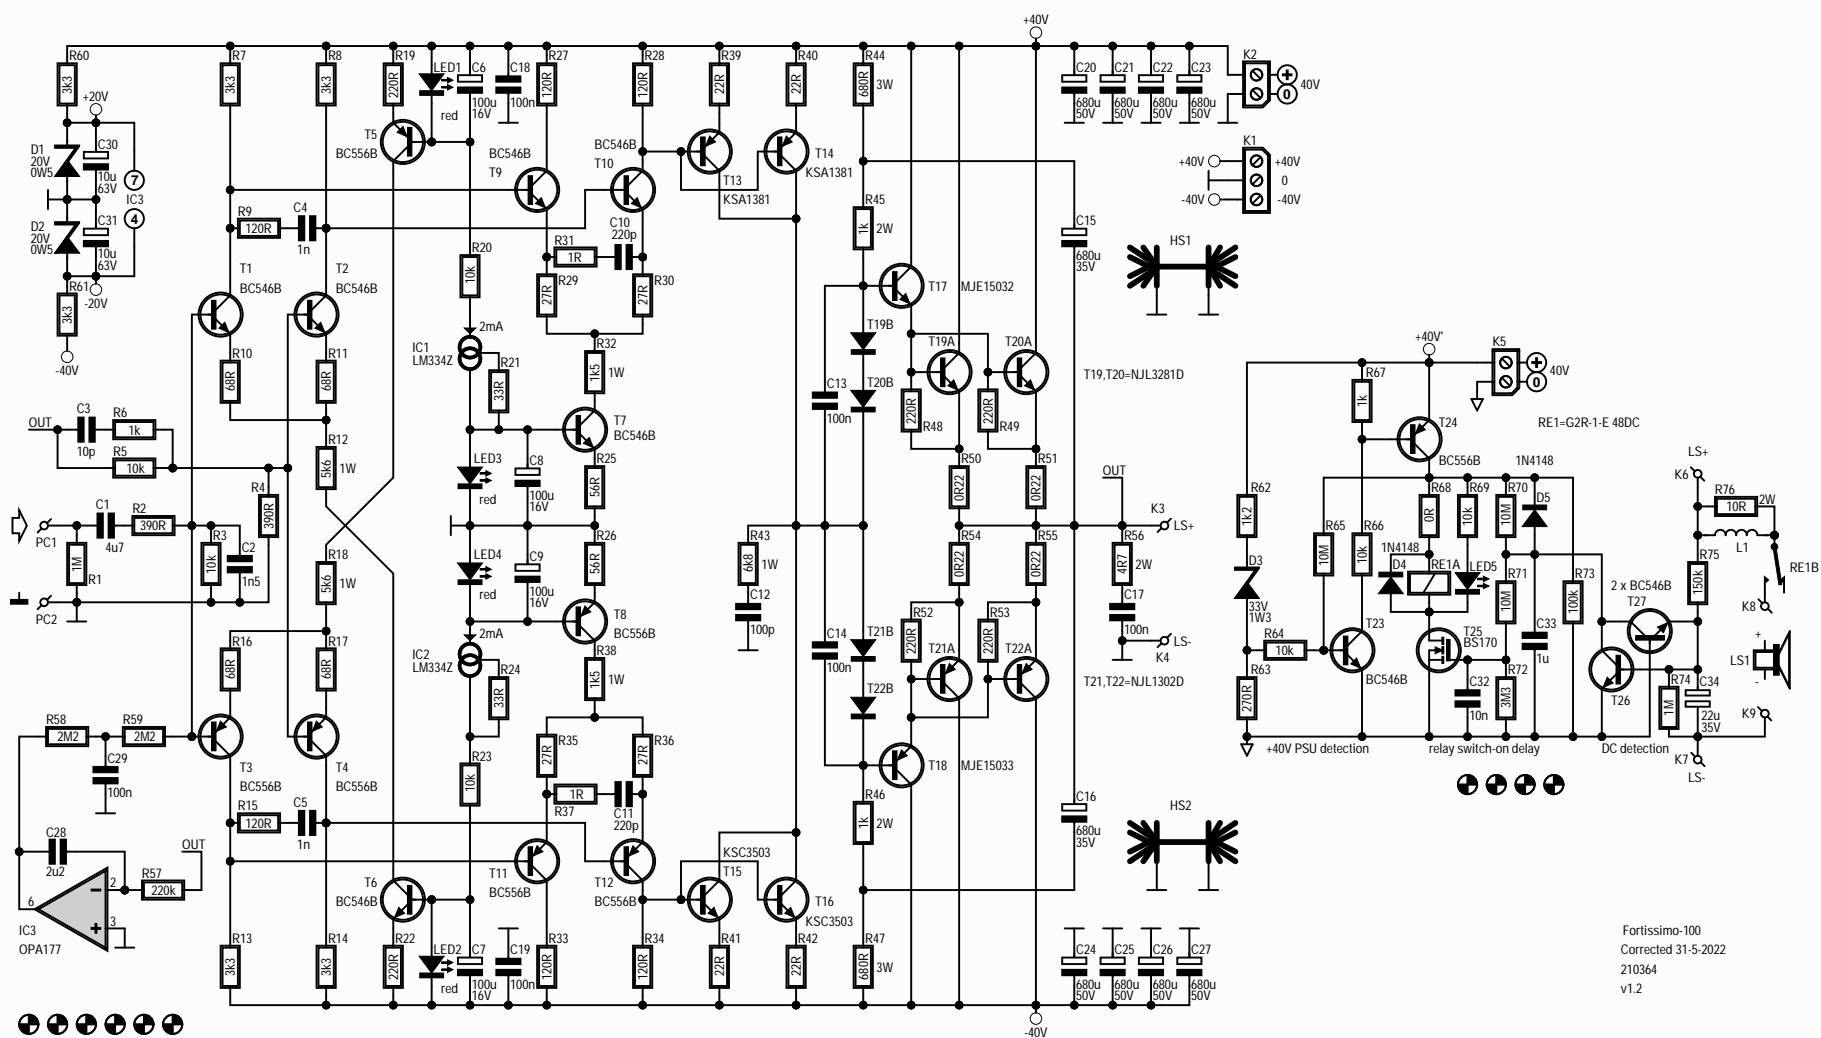 +40V
R60
3k3
R7
3k3
R8
3k3
R19
220R
LED1
red
C6
100u
16V
C18
100n
R27
120R
R28
120R
R39
22R
R40
22R
R44
680R
3W
C20
680u
50V
C21
680u
50V
C22
680u
50V
C23
680u
50V
K2
+
0
40V
+20V
D1
20V
0W5
C30
10u
63V
7
IC3
4
D2
20V
0W5
C31
10u
63V
-20V
R61
3k3
-40V
T5
BC556B
BC546B
T9
BC546B
T10
T13
KSA1381
T14
KSA1381
K1
+40V
+40V
0
-40V
-40V
R9
120R
C4
1n
R20
10k
R31
1R
C10
220p
R29
27R
R30
27R
R45
1k
2W
C15
680u
35V
HS1
T1
BC546B
T2
BC546B
T17
MJE15032
2mA
IC1
LM334Z
R21
33R
R32
1k5
1W
T19B
T20B
T19A
T20A
T19,T20=NJL3281D
R10
68R
R11
68R
C13
100n
220R
R48
220R
R49
OUT
C3
10p
R6
1k
R5
10k
R12
5k6
1W
T7
BC546B
R4
390R
LED3
red
C8
100u
16V
R25
56R
R50
0R22
R51
0R22
OUT
K3
LS+
PC1
C1
4u7
R2
390R
R1
1M
R3
10k
C2
1n5
PC2
R18
5k6
1W
LED4
red
C9
100u
16V
R26
56R
R43
6k8
1W
C12
100p
R54
0R22
R55
0R22
R56
4R7
2W
C17
100n
LS-
K4
T8
BC556B
R16
68R
R17
68R
2mA
IC2
LM334Z
R24
33R
R38
1k5
1W
C14
100n
T21B
T22B
R52
220R
R53
220R
T21A
T22A
T21,T22=NJL1302D
R58
2M2
R59
2M2
C29
100n
T3
BC556B
T4
BC556B
R23
10k
R35
27R
R36
27R
1R
R37
C11
220p
T18
MJE15033
R46
1k
2W
C16
680u
35V
HS2
R15
120R
C5
1n
C28
2u2
OUT
R57
220k
2
3
6
IC3
OPA177
T6
BC546B
T11
BC556B
T12
BC556B
KSC3503
T15
T16
KSC3503
R13
3k3
R14
3k3
R22
220R
LED2
red
C7
100u
16V
C19
100n
R33
120R
R34
120R
R41
22R
R42
22R
R47
680R
3W
C24
680u
50V
C25
680u
50V
C26
680u
50V
C27
680u
50V
-40V
+40V'
K5
+
0
40V
R67
1k
T24
BC556B
RE1=G2R-1-E 48DC
R62
1k2
D3
33V
1W3
R64
10k
R63
270R
R65
10M
R66
10k
T23
BC546B
1N4148
D4
R68
0R
RE1A
R69
10k
LED5
R70
10M
1N4148
D5
R71
10M
T25
BS170
C32
10n
R72
3M3
C33
1u
R73
100k
2 x BC546B
T27
T26
R74
1M
C34
22u
35V
R75
150k
LS+
K6
R76
10R
2W
L1
RE1B
K8
+
LS1
-
K9
K7
LS-
+40V PSU detection
relay switch-on delay
DC detection
Fortissimo-100
Corrected 31-5-2022
210364
v1.2